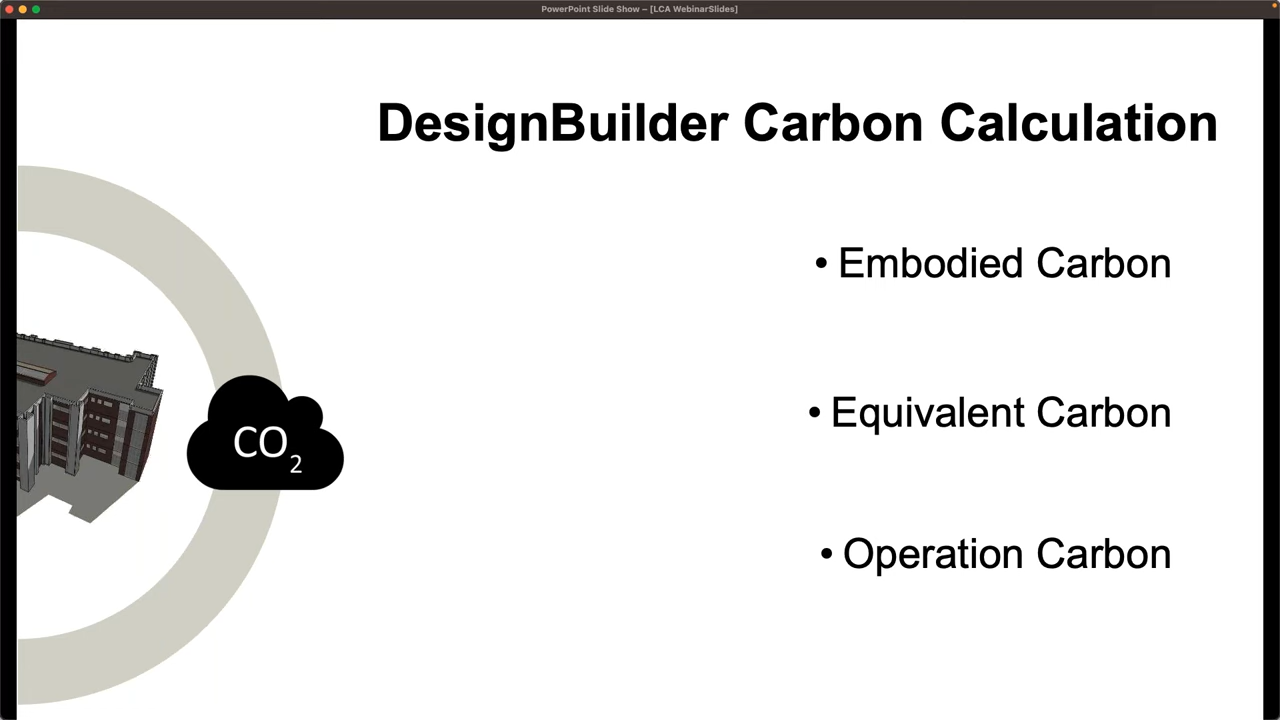 PowerPoint Slide Show – [LCA WebinarSlides]
DesignBuilder Carbon Calculation
• Embodied Carbon
• Equivalent Carbon
• Operation Carbon
CO2